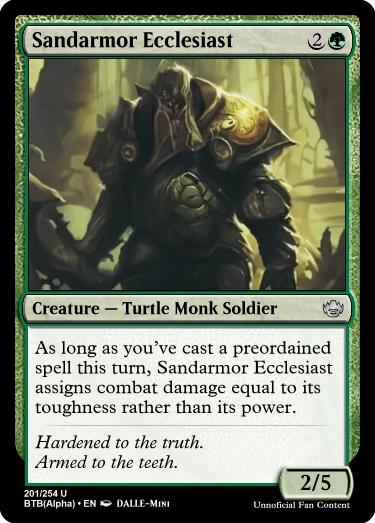 Sandarmor Ecclesiast 2
Creature — Turtle Monk Soldier
As long as you've cast a preordained
spell this turn, Sandarmor Ecclesiast
assigns combat damage equal to its
toughness rather than its power.
Hardened to the truth.
Armed to the teeth.
2/5
201/254 U
BTB(Alpha) • EN DALLE-Mini
Unnoficial Fan Content